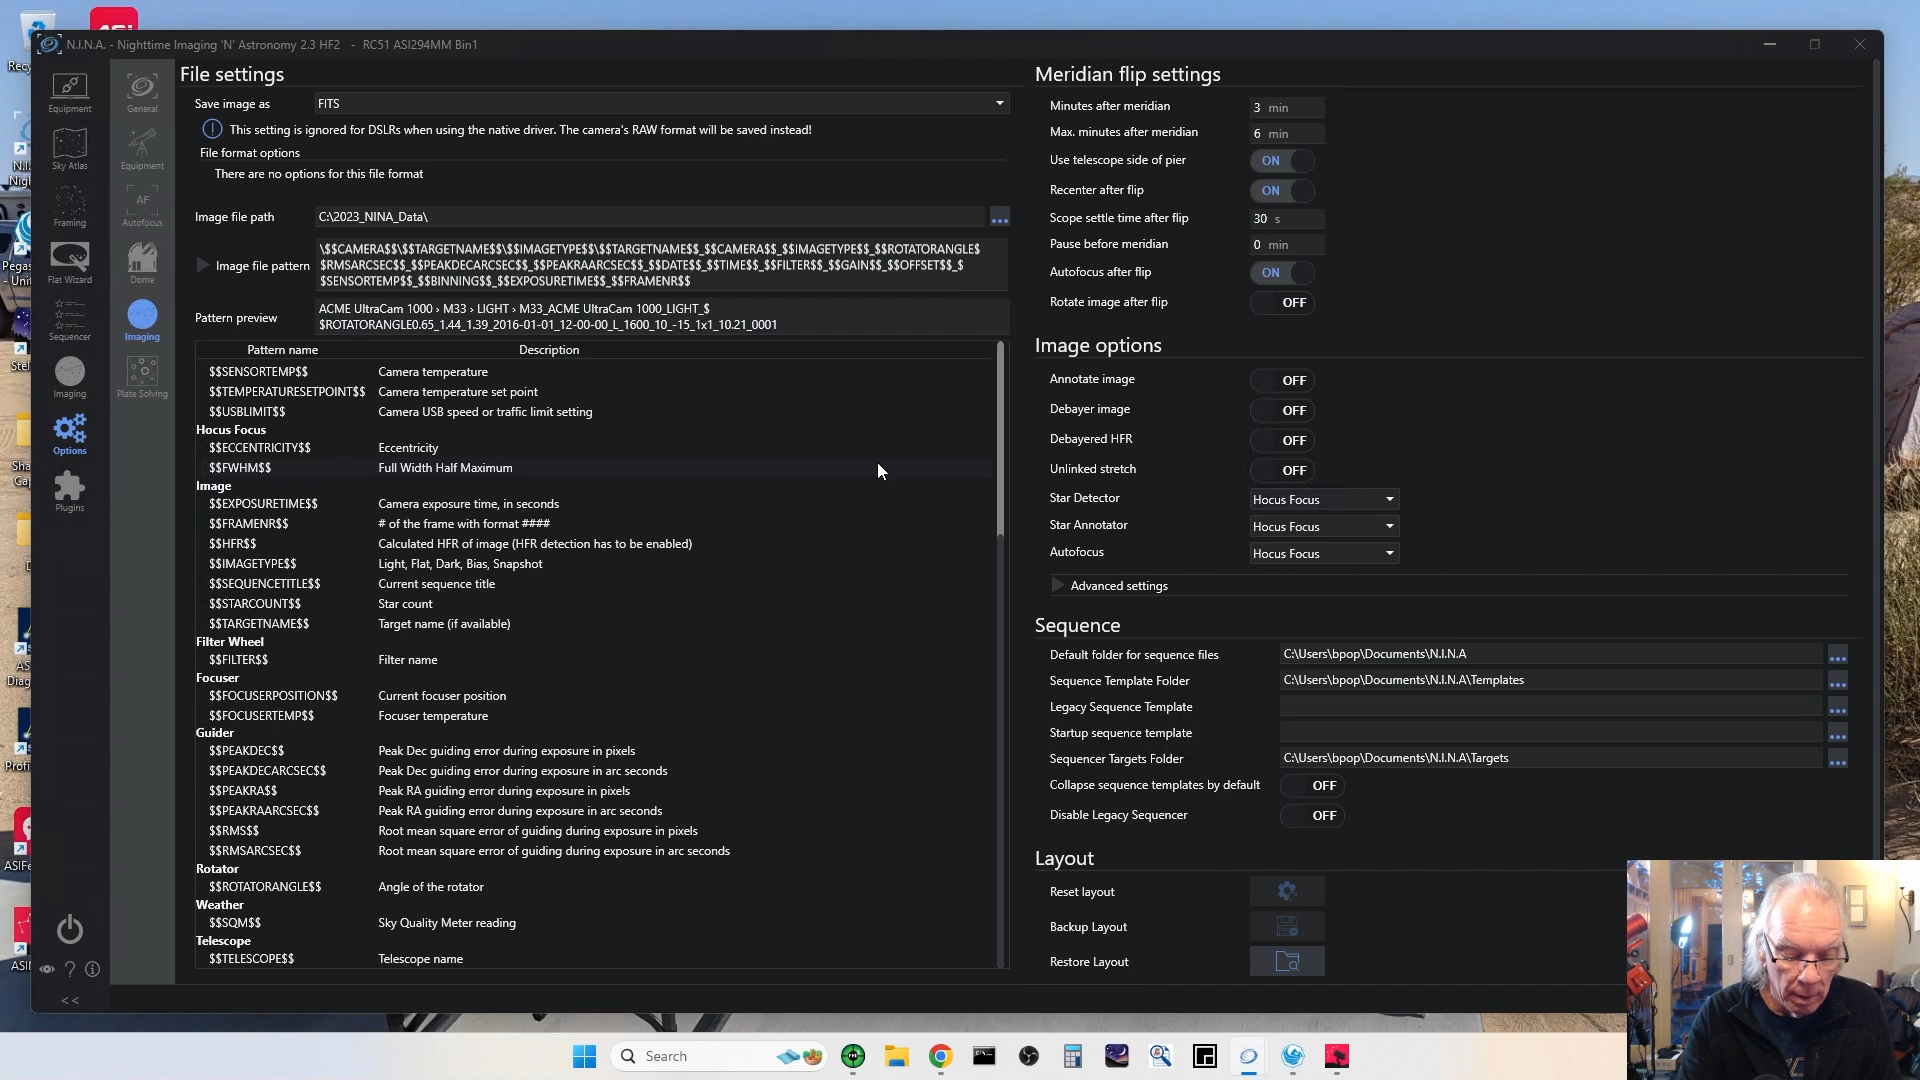 ASI
N.I.N.A. - Nighttime Imaging 'N' Astronomy 2.3 HF2 - RC51 ASI294MM Bin1
Equipment
Sky Atlas
Framing
Flat Wizard
Sequencer
Imaging
Options
Plugins
<<
General
Equipment
AF
Autofocus
Dome
Imaging
Plate Solving
File settings
Save image as FITS
This setting is ignored for DSLRs when using the native driver. The camera's RAW format will be saved instead!
File format options
There are no options for this file format
Image file path C:\2023_NINA_Data\
Image file pattern
\$$CAMERA$$\$$TARGETNAME$$\$$IMAGETYPE$$\$$TARGETNAME$$_$$CAMERA$$_$$IMAGETYPE$$_$$ROTATORANGE$
$RMSARCSEC$$_$$PEAKDECARCSEC$$_$$PEAKRAARCSEC$$_$$DATE$$_$$TIME$$_$$FILTER$$_$$GAIN$$_$$OFFSET$$_$
$SENSORTEMP$$_$$BINNING$$_$$EXPOSURETIME$$_$$FRAMENR$$
Pattern preview
ACME UltraCam 1000 › M33 › LIGHT › M33_ACME UltraCam 1000_LIGHT_$
$ROTATORANGLE0.65_1.44_1.39_2016-01-01_12-00-00_L_1600_10_-15_1x1_10.21_0001
Pattern name Description
$$SENSORTEMP$$ Camera temperature
$$TEMPERATURESETPOINT$$ Camera temperature set point
$$USBLIMIT$$ Camera USB speed or traffic limit setting
Hocus Focus
$$ECCENTRICITY$$ Eccentricity
$$FWHM$$ Full Width Half Maximum
Image
$$EXPOSURETIME$$ Camera exposure time, in seconds
$$FRAMENR$$ # of the frame with format ####
$$HFR$$ Calculated HFR of image (HFR detection has to be enabled)
$$IMAGETYPE$$ Light, Flat, Dark, Bias, Snapshot
$$SEQUENCETITLE$$ Current sequence title
$$STARCOUNT$$ Star count
$$TARGETNAME$$ Target name (if available)
Filter Wheel
$$FILTER$$ Filter name
Focuser
$$FOCUSERPOSITION$$ Current focuser position
$$FOCUSERTEMP$$ Focuser temperature
Guider
$$PEAKDEC$$ Peak Dec guiding error during exposure in pixels
$$PEAKDECARCSEC$$ Peak Dec guiding error during exposure in arc seconds
$$PEAKRA$$ Peak RA guiding error during exposure in pixels
$$PEAKRAARCSEC$$ Peak RA guiding error during exposure in arc seconds
$$RMS$$ Root mean square error of guiding during exposure in pixels
$$RMSARCSEC$$ Root mean square error of guiding during exposure in arc seconds
Rotator
$$ROTATORANGLE$$ Angle of the rotator
Weather
$$SQM$$ Sky Quality Meter reading
Telescope
$$TELESCOPE$$ Telescope name
Meridian flip settings
Minutes after meridian 3 min
Max. minutes after meridian 6 min
Use telescope side of pier ON
Recenter after flip ON
Scope settle time after flip 30 s
Pause before meridian 0 min
Autofocus after flip ON
Rotate image after flip OFF
Image options
Annotate image OFF
Debayer image OFF
Debayered HFR OFF
Unlinked stretch OFF
Star Detector Hocus Focus
Star Annotator Hocus Focus
Autofocus Hocus Focus
Advanced settings
Sequence
Default folder for sequence files C:\Users\bpop\Documents\N.I.N.A
Sequence Template Folder C:\Users\bpop\Documents\N.I.N.A\Templates
Legacy Sequence Template
Startup sequence template
Sequencer Targets Folder C:\Users\bpop\Documents\N.I.N.A\Targets
Collapse sequence templates by default OFF
Disable Legacy Sequencer OFF
Layout
Reset layout
Backup Layout
Restore Layout
Search